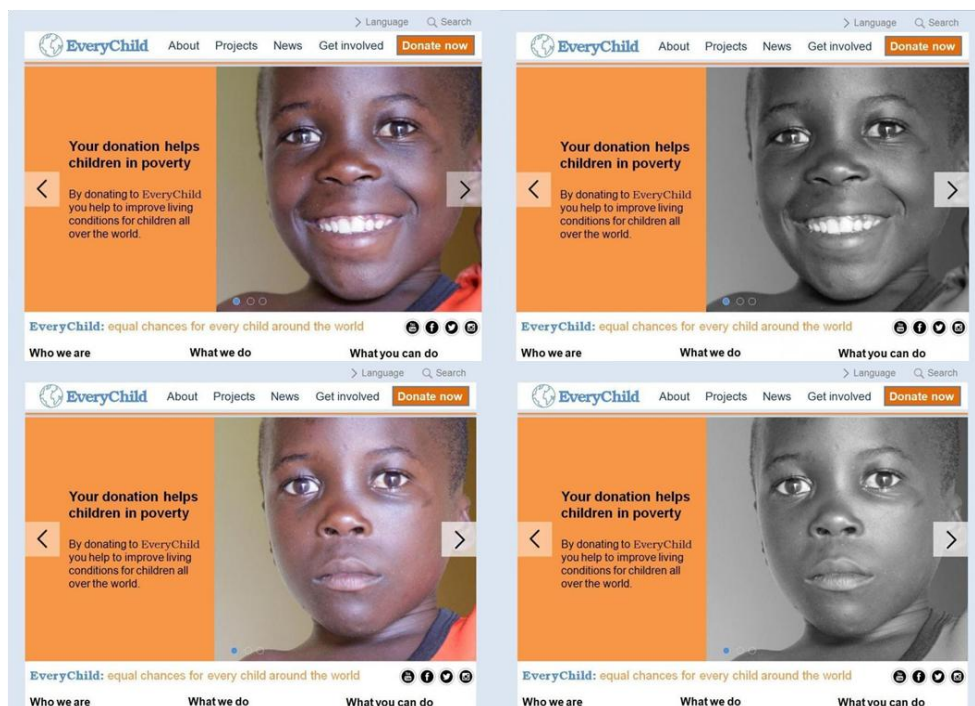 Language Search
EveryChild About Projects News Get involved Donate now
Your donation helps
children in poverty
By donating to EveryChild
you help to improve living
conditions for children all
over the world.
EveryChild: equal chances for every child around the world
Who we are What we do What you can do
Language Search
EveryChild About Projects News Get involved Donate now
Your donation helps
children in poverty
By donating to EveryChild
you help to improve living
conditions for children all
over the world.
EveryChild: equal chances for every child around the world
Who we are What we do What you can do
Language Search
EveryChild About Projects News Get involved Donate now
Your donation helps
children in poverty
By donating to EveryChild
you help to improve living
conditions for children all
over the world.
EveryChild: equal chances for every child around the world
Who we are What we do What you can do
Language Search
EveryChild About Projects News Get involved Donate now
Your donation helps
children in poverty
By donating to EveryChild
you help to improve living
conditions for children all
over the world.
EveryChild: equal chances for every child around the world
Who we are What we do What you can do